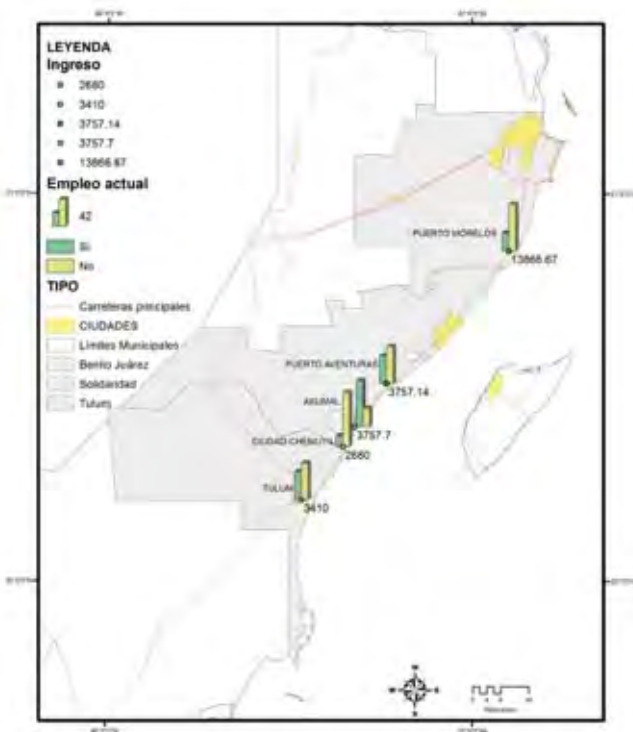 LEYENDA
Ingreso
2680
3410
3757.14
3757.7
13866.67
Empleo actual
42
Si
No
TIPO
Carreteras principales
CIUDADES
Límites Municipales
Benito Juárez
Solidaridad
Tulum
PUERTO MORELOS
13866.67
PUERTO AVENTURAS
3757.14
AKUMAL
3757.7
CIUDAD CHEMUYIL
2680
TULUM
3410